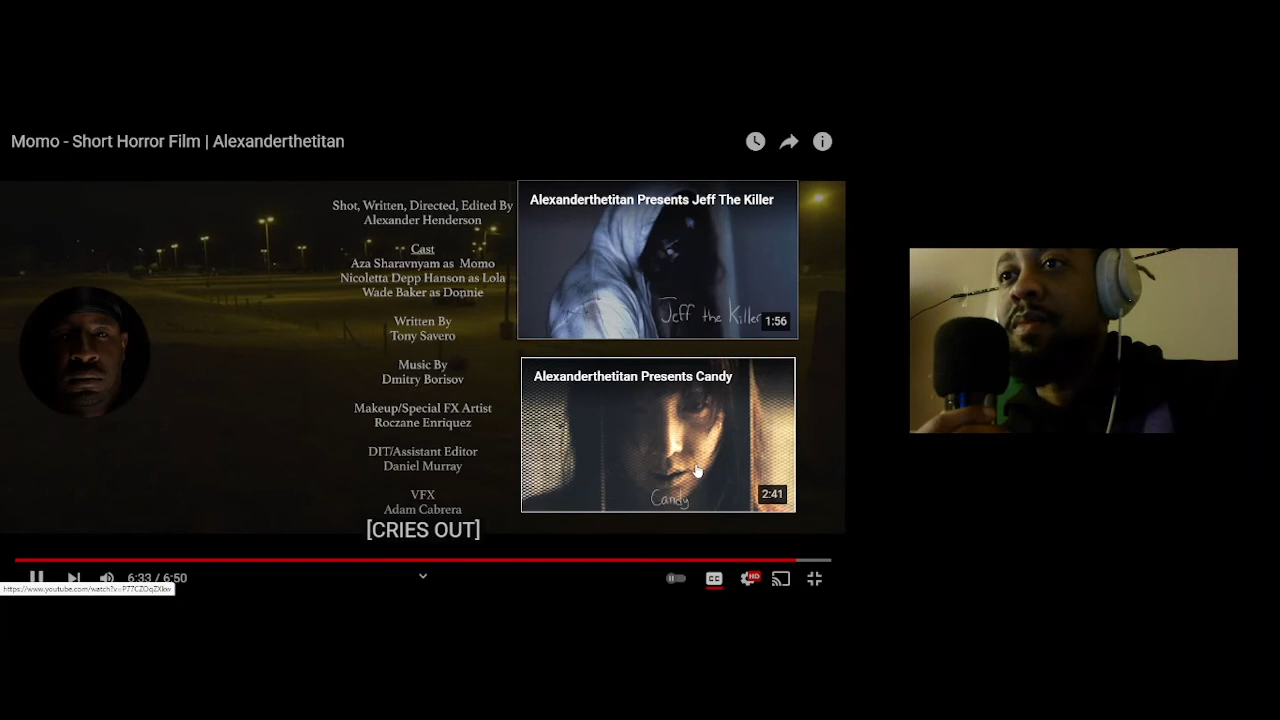 Momo - Short Horror Film | Alexanderthetitan
Shot, Written, Directed, Edited By
Alexander Henderson
Cast
Aza Sharavnyam as Momo
Nicoletta Depp Hanson as Lola
Wade Baker as Donnie
Written By
Tony Savero
Music By
Dmitry Borisov
Makeup/Special FX Artist
Roczane Enriquez
DIT/Assistant Editor
Daniel Murray
VFX
Adam Cabrera
[CRIES OUT]
Alexanderthetitan Presents Jeff The Killer
Jeff the Killer
1:56
Alexanderthetitan Presents Candy
Candy
2:41
6:33 / 6:50
CC
HD